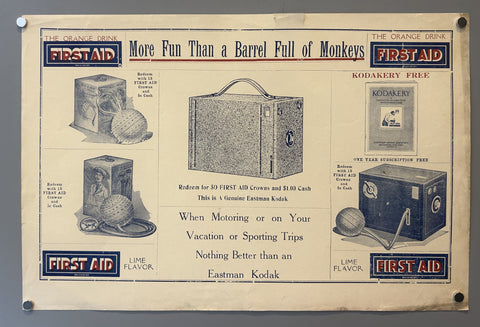 THE ORANGE DRINK
FIRST AID
More Fun Than a Barrel Full of Monkeys
THE ORANGE DRINK
FIRST AID
Redeem
with 15
FIRST AID
Crowns
and
5c Cash
KODAKERY FREE
KODAKERY
ONE YEAR SUBSCRIPTION FREE
Redeem for 30 FIRST AID Crowns and $1.00 Cash
This is A Genuine Eastman Kodak
Redeem
with 15
FIRST AID
Crowns
and
5c Cash
Redeem
with 15
FIRST AID
Crowns
and
5c Cash
When Motoring or on Your
Vacation or Sporting Trips
Nothing Better than an
Eastman Kodak
FIRST AID
LIME
FLAVOR
LIME
FLAVOR
FIRST AID